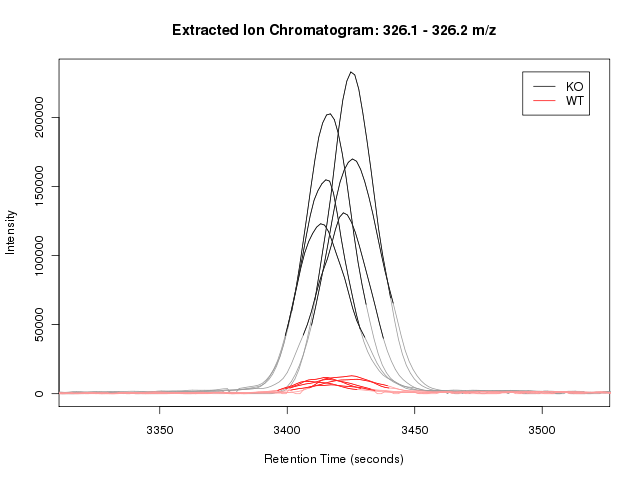 Extracted Ion Chromatogram: 326.1 - 326.2 m/z
KO
WT
Intensity
200000
150000
100000
50000
0
3350 3400 3450 3500
Retention Time (seconds)